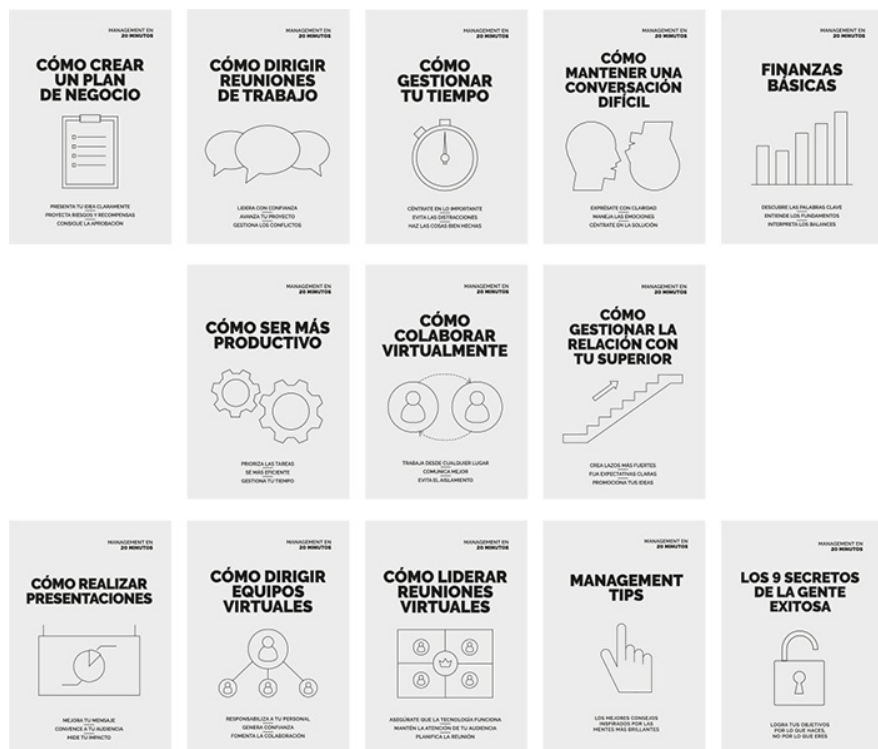 MANAGEMENT EN
20 MINUTOS
CÓMO CREAR
UN PLAN
DE NEGOCIO
PRESENTA TU IDEA CLARAMENTE
PROYECTA RIESGOS Y RECOMPENSAS
CONSIGUE LA APROBACIÓN
MANAGEMENT EN
20 MINUTOS
CÓMO DIRIGIR
REUNIONES
DE TRABAJO
LIDERA CON CONFIANZA
AVANZA TU PROYECTO
GESTIONA LOS CONFLICTOS
MANAGEMENT EN
20 MINUTOS
CÓMO
GESTIONAR
TU TIEMPO
CÉNTRATE EN LO IMPORTANTE
EVITA LAS DISTRACCIONES
HAZ LAS COSAS BIEN HECHAS
MANAGEMENT EN
20 MINUTOS
CÓMO
MANTENER UNA
CONVERSACIÓN
DIFÍCIL
EXPRÉSATE CON CLARIDAD
MANEJA LAS EMOCIONES
CÉNTRATE EN LA SOLUCIÓN
MANAGEMENT EN
20 MINUTOS
FINANZAS
BÁSICAS
DESCUBRE LAS PALABRAS CLAVE
ENTIENDE LOS FUNDAMENTOS
INTERPRETA LOS BALANCES
MANAGEMENT EN
20 MINUTOS
CÓMO SER MÁS
PRODUCTIVO
PRIORIZA LAS TAREAS
SÉ MÁS EFICIENTE
GESTIONA TU TIEMPO
MANAGEMENT EN
20 MINUTOS
CÓMO
COLABORAR
VIRTUALMENTE
TRABAJA DESDE CUALQUIER LUGAR
COMUNICA MEJOR
EVITA EL AISLAMIENTO
MANAGEMENT EN
20 MINUTOS
CÓMO
GESTIONAR LA
RELACIÓN CON
TU SUPERIOR
CREA LAZOS MÁS FUERTES
FIJA EXPECTATIVAS CLARAS
PROMOCIONA TUS IDEAS
MANAGEMENT EN
20 MINUTOS
CÓMO REALIZAR
PRESENTACIONES
MEJORA TU MENSAJE
CONVENCE A TU AUDIENCIA
MIDE TU IMPACTO
MANAGEMENT EN
20 MINUTOS
CÓMO DIRIGIR
EQUIPOS
VIRTUALES
RESPONSABILIZA A TU PERSONAL
GENERA CONFIANZA
FOMENTA LA COLABORACIÓN
MANAGEMENT EN
20 MINUTOS
CÓMO LIDERAR
REUNIONES
VIRTUALES
ASEGÚRATE QUE LA TECNOLOGÍA FUNCIONA
MANTÉN LA ATENCIÓN DE TU AUDIENCIA
PLANIFICA LA REUNIÓN
MANAGEMENT EN
20 MINUTOS
MANAGEMENT
TIPS
LOS MEJORES CONSEJOS
INSPIRADOS POR LAS
MENTES MÁS BRILLANTES
MANAGEMENT EN
20 MINUTOS
LOS 9 SECRETOS
DE LA GENTE
EXITOSA
LOGRA TUS OBJETIVOS
POR LO QUE HACES,
NO POR LO QUE ERES